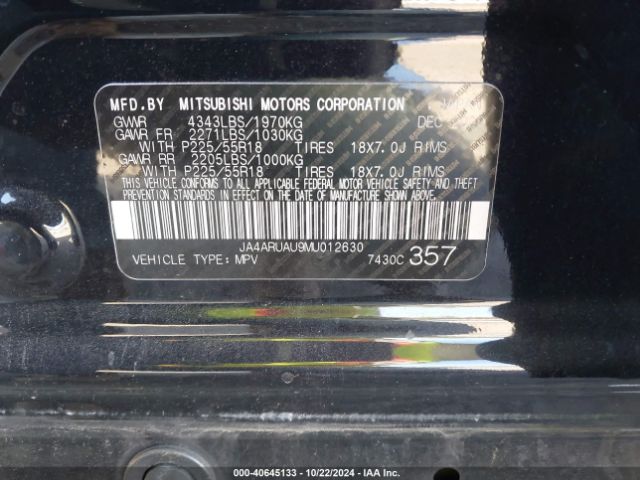 MFD.BY MITSUBISHI MOTORS CORPORATION
GVWR 4343LBS/1970KG DEC
GAWR FR 2271LBS/1030KG
WITH P225/55R18 TIRES 18X7.0J RIMS
GAWR RR 2205LBS/1000KG
WITH P225/55R18 TIRES 18X7.0J RIMS
THIS VEHICLE CONFORMS TO ALL APPLICABLE FEDERAL MOTOR VEHICLE SAFETY AND THEFT
PREVENTION STANDARDS IN EFFECT ON THE DATE OF MANUFACTURE SHOWN ABOVE.
JA4ARUAU9MU012630
VEHICLE TYPE: MPV 7430C 357
000-40645133 - 10/22/2024 - IAA Inc.